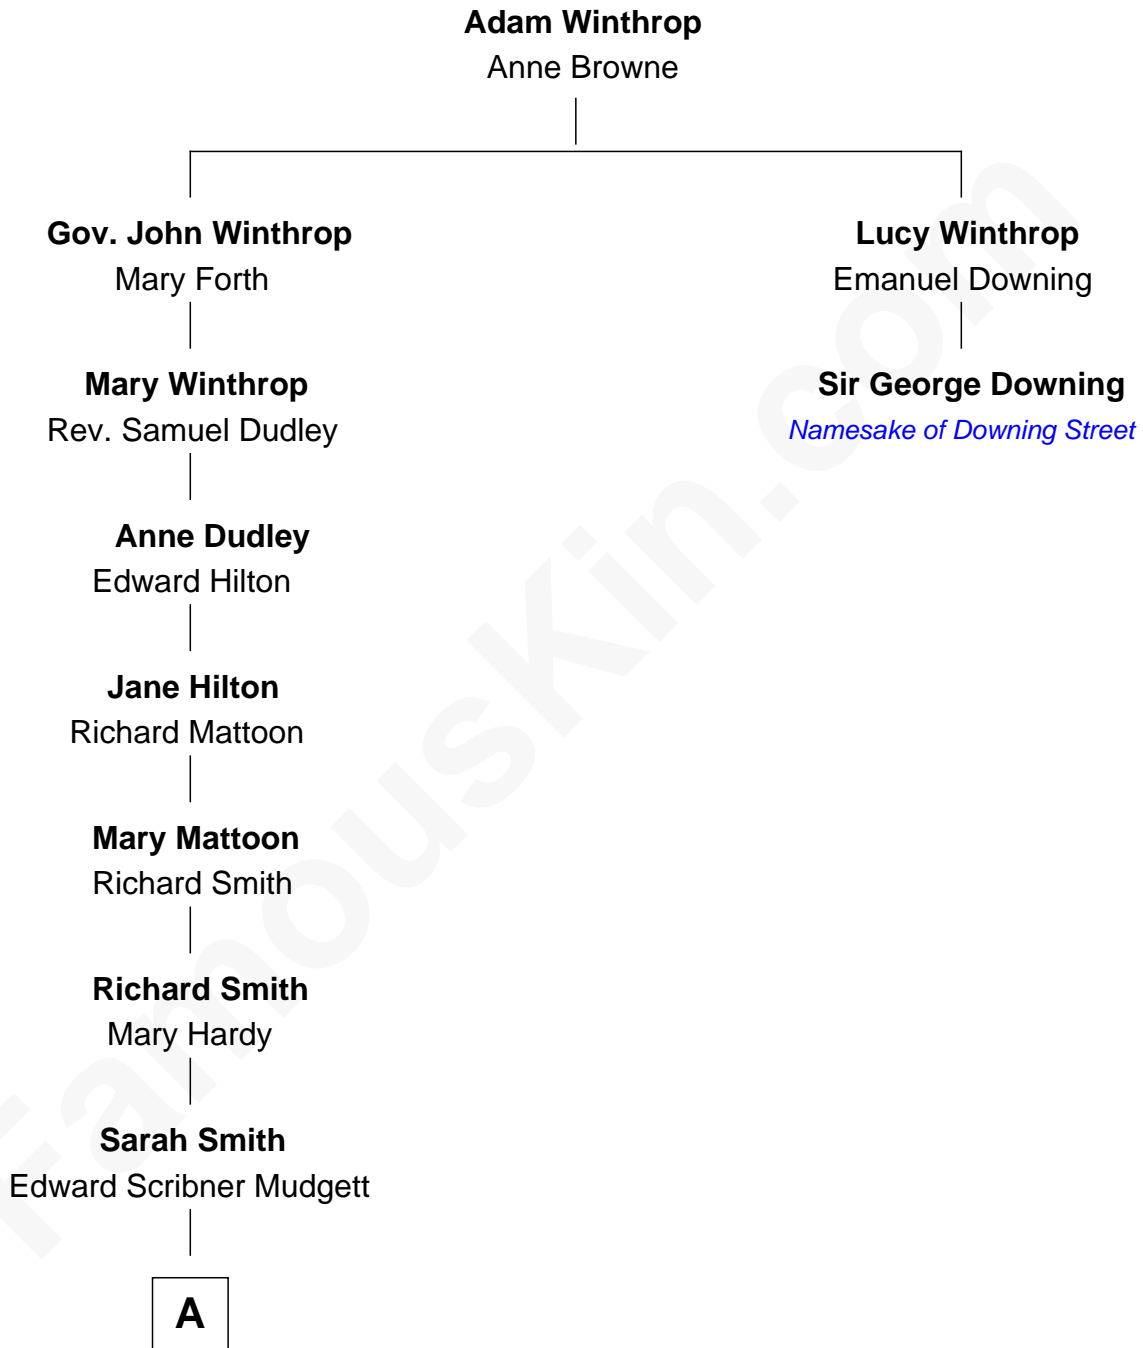 Adam Winthrop
Anne Browne
Gov. John Winthrop
Mary Forth
Lucy Winthrop
Emanuel Downing
Mary Winthrop
Rev. Samuel Dudley
Sir George Downing
Namesake of Downing Street
Anne Dudley
Edward Hilton
Jane Hilton
Richard Mattoon
Mary Mattoon
Richard Smith
Richard Smith
Mary Hardy
Sarah Smith
Edward Scribner Mudgett
A
FamousKin.com